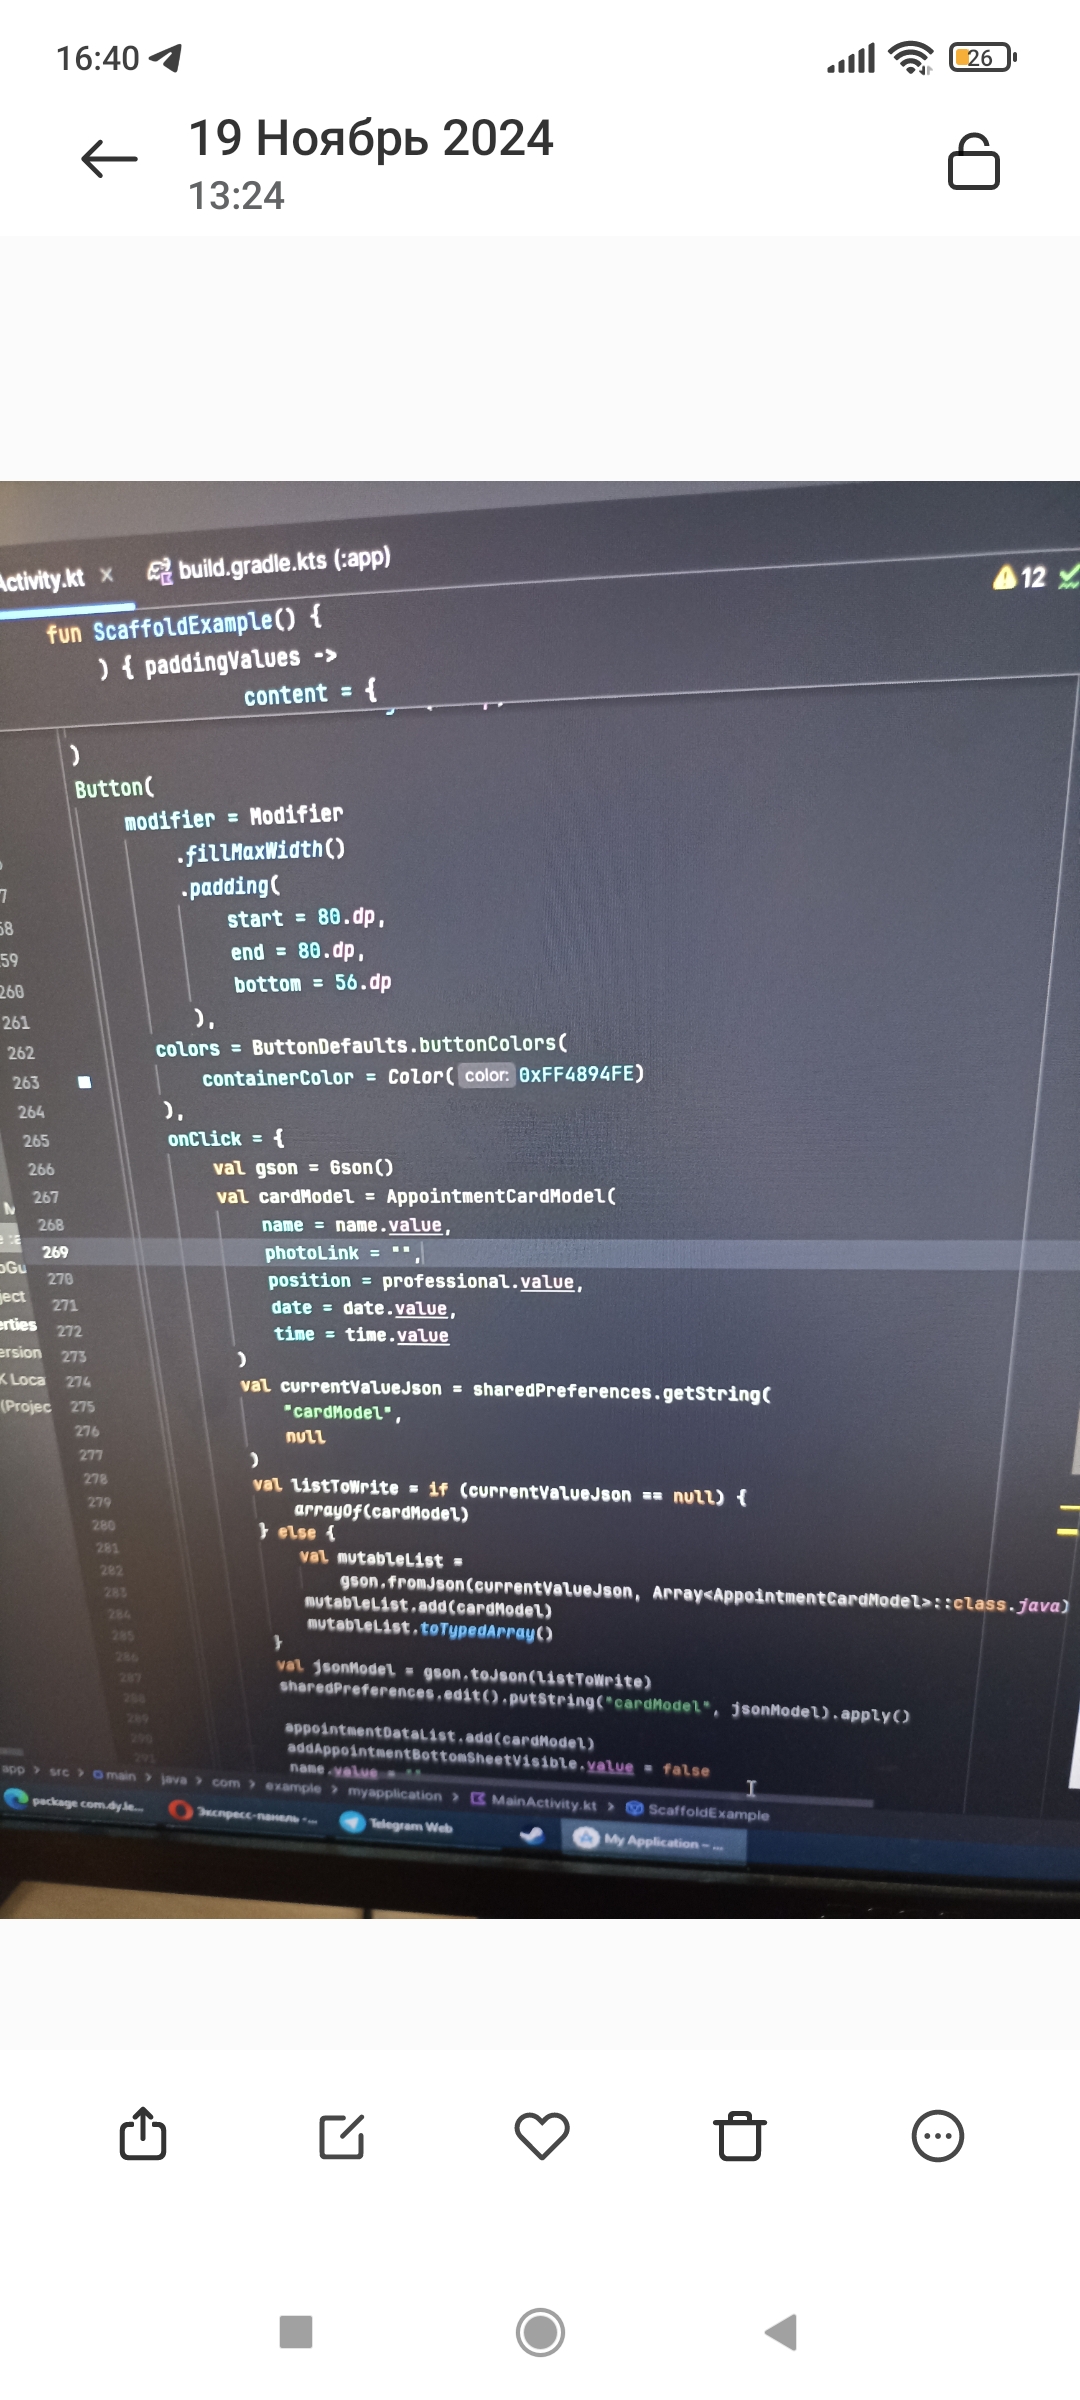 16:40
26
19 Ноябрь 2024
13:24
Activity.kt × build.gradle.kts (:app)
12
fun ScaffoldExample() {
) { paddingValues ->
content = {
)
Button(
modifier = Modifier
.fillMaxWidth()
.padding(
start = 80.dp,
end = 80.dp,
bottom = 56.dp
),
colors = ButtonDefaults.buttonColors(
containerColor = Color( color: 0xFF4894FE)
),
onClick = {
val gson = Gson()
val cardModel = AppointmentCardModel(
name = name.value,
photoLink = "",
position = professional.value,
date = date.value,
time = time.value
)
val currentValueJson = sharedPreferences.getString(
"cardModel",
null
)
val listToWrite = if (currentValueJson == null) {
arrayOf(cardModel)
} else {
val mutableList =
gson.fromJson(currentValueJson, Array<AppointmentCardModel>::class.java)
mutableList.add(cardModel)
mutableList.toTypedArray()
}
val jsonModel = gson.toJson(listToWrite)
sharedPreferences.edit().putString("cardModel", jsonModel).apply()
appointmentDataList.add(cardModel)
addAppointmentBottomSheetVisible.value = false
name.value = ""
59
260
261
262
263
264
265
266
267
268
269
270
271
272
273
274
275
276
277
278
279
280
281
282
283
284
285
286
287
288
289
290
291
ject
erties
ersion
K Loca
(Projec
app > src > main > java > com > example > myapplication > MainActivity.kt > ScaffoldExample
package com.dy.le... Экспресс-панель -... Telegram Web My Application – ...